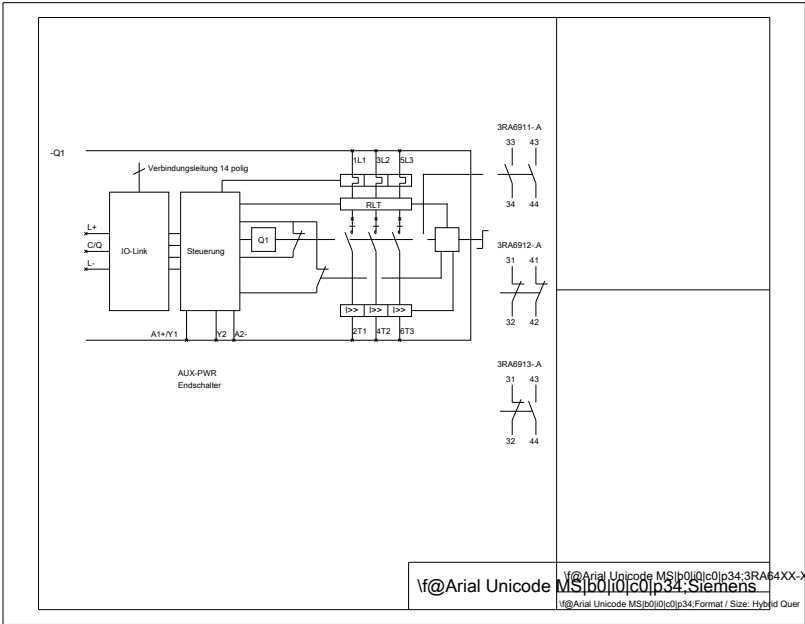 3RA6911-.A
33 43
-Q1
1L1 3L2 5L3
Verbindungsleitung 14 polig
34 44
RLT
L+
Q1
C/Q
IO-Link
Steuerung
3RA6912-.A
31 41
L-
I>> I>> I>>
32 42
A1+/Y1 Y2 A2-
2T1 4T2 6T3
3RA6913-.A
AUX-PWR
31 43
Endschalter
32 44
\f@Arial Unicode MS|b0|i0|c0|p34;3RA64XX-X
\f@Arial Unicode MS|b0|i0|c0|p34;Siemens
\f@Arial Unicode MS|b0|i0|c0|p34;Format / Size: Hybrid Quer